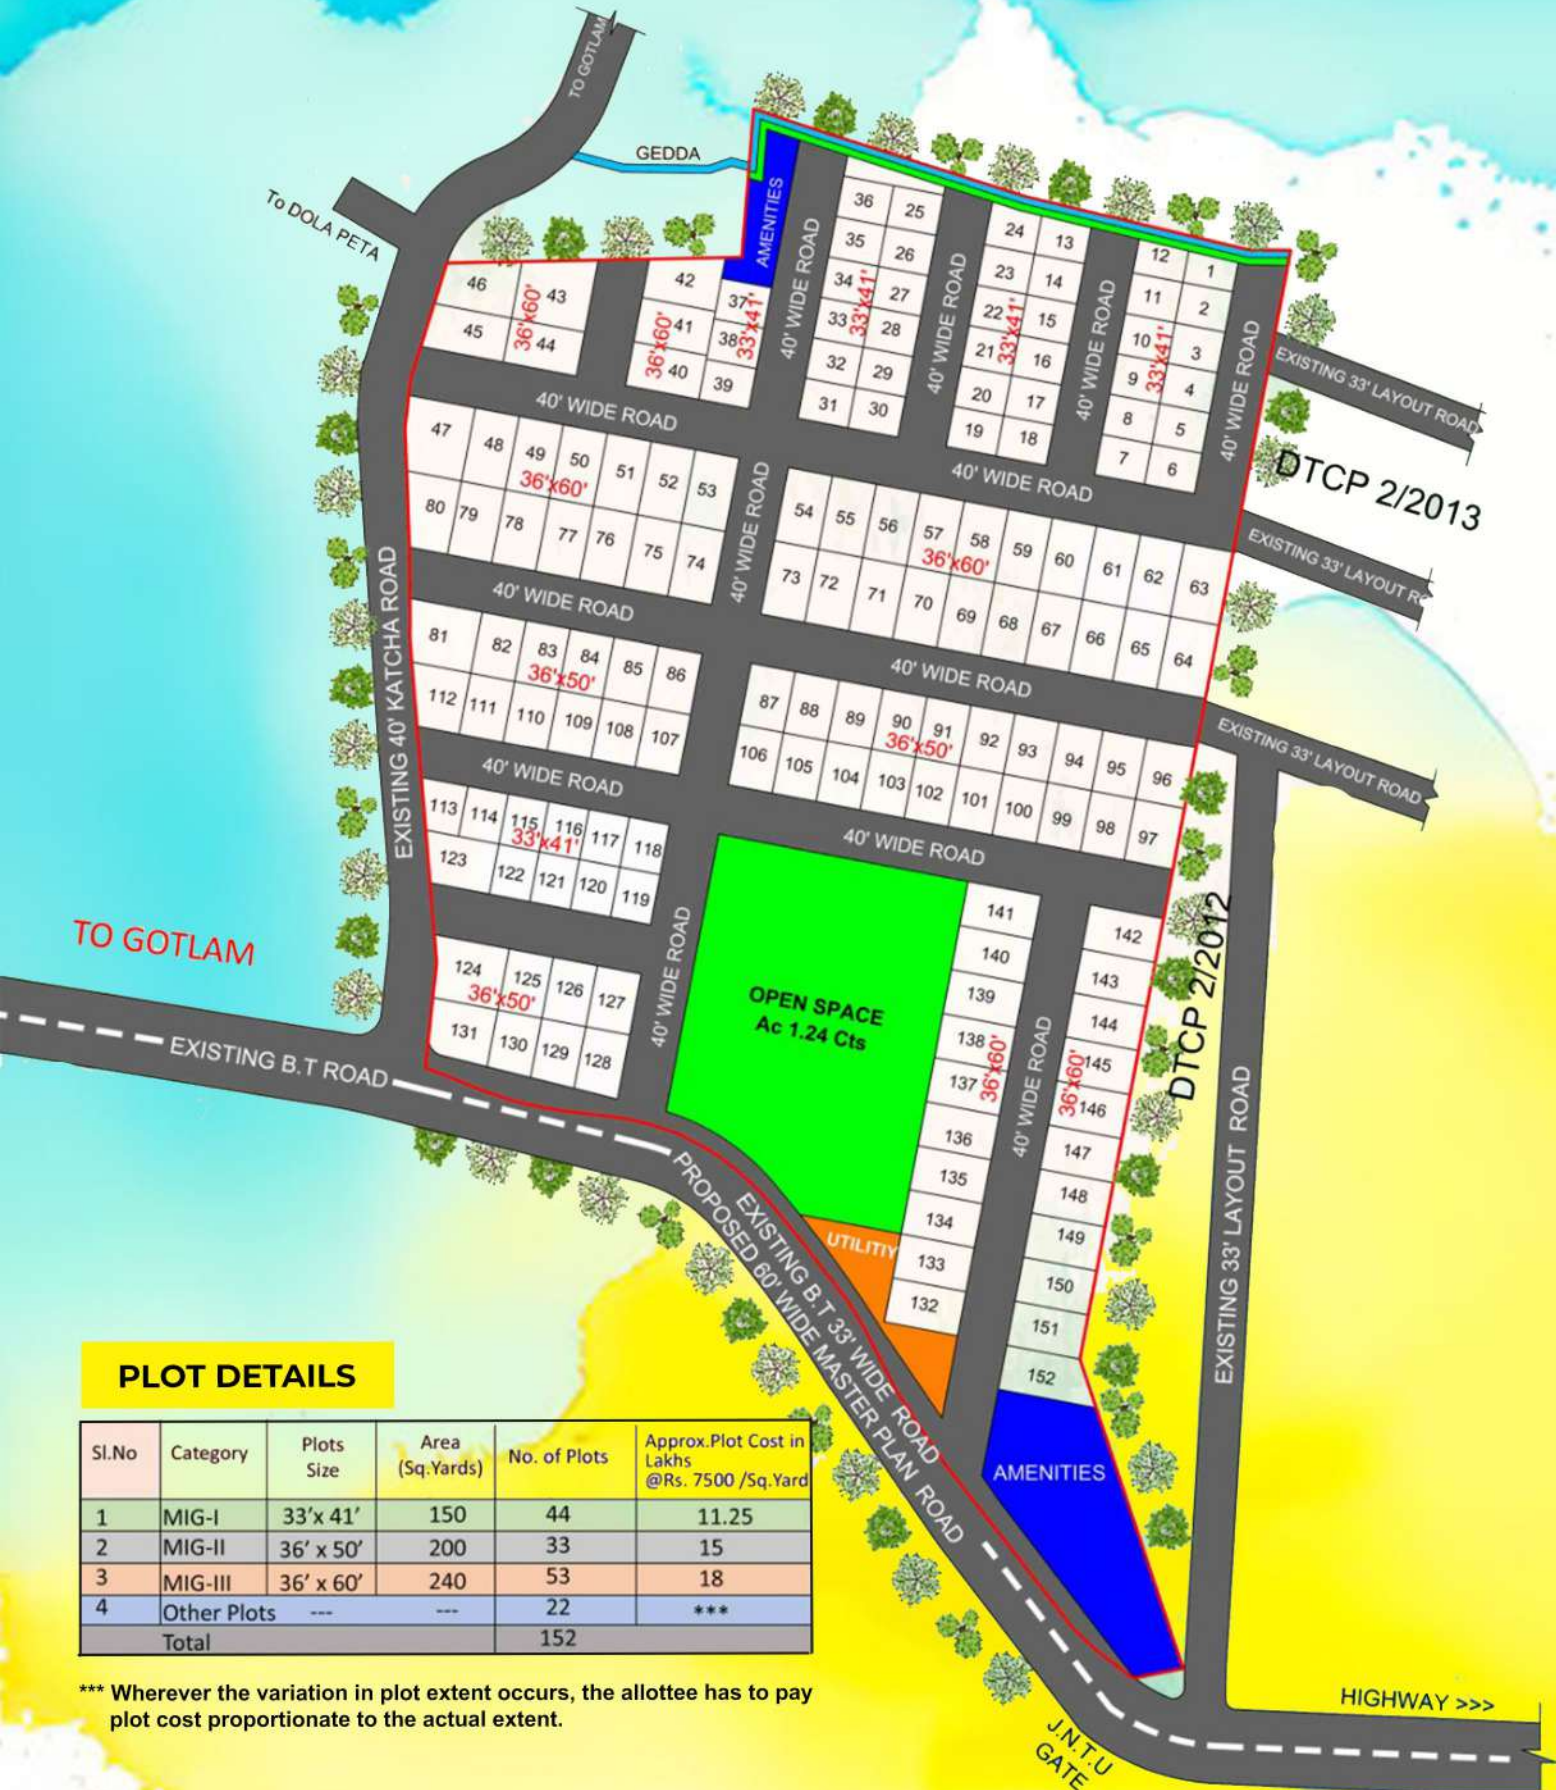 TO GOTLAM
GEDDA
To DOLA PETA
AMENITIES
40' WIDE ROAD
36 25
35 26
34 27
33 28
32 29
31 30
33'x41'
40' WIDE ROAD
24 13
23 14
22 15
21 16
20 17
19 18
33'x41'
40' WIDE ROAD
12 1
11 2
10 3
9 4
8 5
7 6
33'x41'
40' WIDE ROAD
46 43
45 44
36'x60'
42 37
41 38
40 39
36'x60'
33'x41'
EXISTING 33' LAYOUT ROAD
DTCP 2/2013
40' WIDE ROAD
40' WIDE ROAD
47 48 49 50 51 52 53
36'x60'
80 79 78 77 76 75 74
40' WIDE ROAD
54 55 56 57 58 59 60 61 62 63
36'x60'
73 72 71 70 69 68 67 66 65 64
EXISTING 33' LAYOUT
EXISTING 40' KATCHA ROAD
40' WIDE ROAD
40' WIDE ROAD
81 82 83 84 85 86
36'x50'
112 111 110 109 108 107
87 88 89 90 91 92 93 94 95 96
36'x50'
106 105 104 103 102 101 100 99 98 97
EXISTING 33' LAYOUT ROAD
40' WIDE ROAD
40' WIDE ROAD
113 114 115 116 117 118
33'x41'
123 122 121 120 119
TO GOTLAM
124 125 126 127
36'x50'
131 130 129 128
40' WIDE ROAD
OPEN SPACE
Ac 1.24 Cts
141
140
139
138
137
136
135
134
133
132
36'x60'
40' WIDE ROAD
142
143
144
145
146
147
148
149
150
151
152
36'x60'
DTCP 2/2012
EXISTING 33' LAYOUT ROAD
EXISTING B.T ROAD
UTILITIY
EXISTING B.T 33' WIDE ROAD
PROPOSED 60' WIDE MASTER PLAN ROAD
AMENITIES
HIGHWAY >>>
J.N.T.U
GATE
PLOT DETAILS
Sl.No Category Plots Size Area (Sq.Yards) No. of Plots Approx.Plot Cost in Lakhs @Rs. 7500 /Sq.Yard
1 MIG-I 33'x 41' 150 44 11.25
2 MIG-II 36' x 50' 200 33 15
3 MIG-III 36' x 60' 240 53 18
4 Other Plots --- --- 22 ***
Total 152
*** Wherever the variation in plot extent occurs, the allottee has to pay
plot cost proportionate to the actual extent.